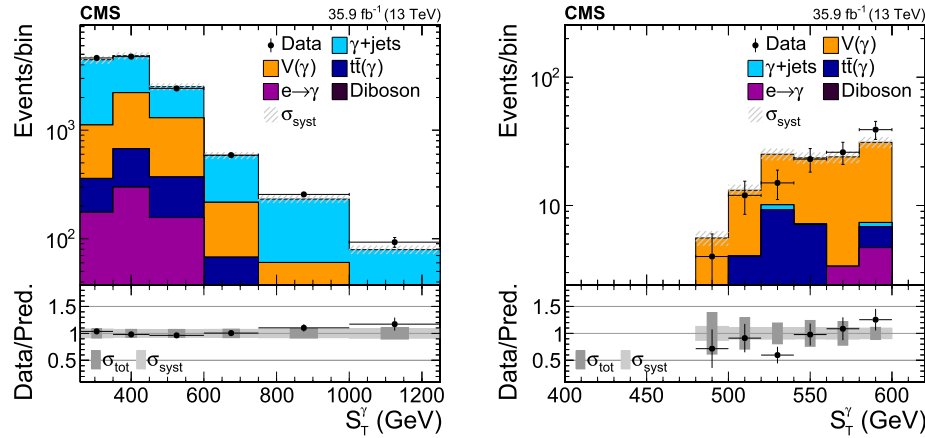 CMS 35.9 fb⁻¹ (13 TeV)
Events/bin
Data γ+jets
V(γ) tt̄(γ)
e→γ Diboson
σsyst
10³
10²
Data/Pred.
1.5
1
0.5
σtot σsyst
400 600 800 1000 1200
S_T^γ (GeV)
CMS 35.9 fb⁻¹ (13 TeV)
Events/bin
Data V(γ)
γ+jets tt̄(γ)
e→γ Diboson
σsyst
10²
10
Data/Pred.
1.5
1
0.5
σtot σsyst
400 450 500 550 600
S_T^γ (GeV)